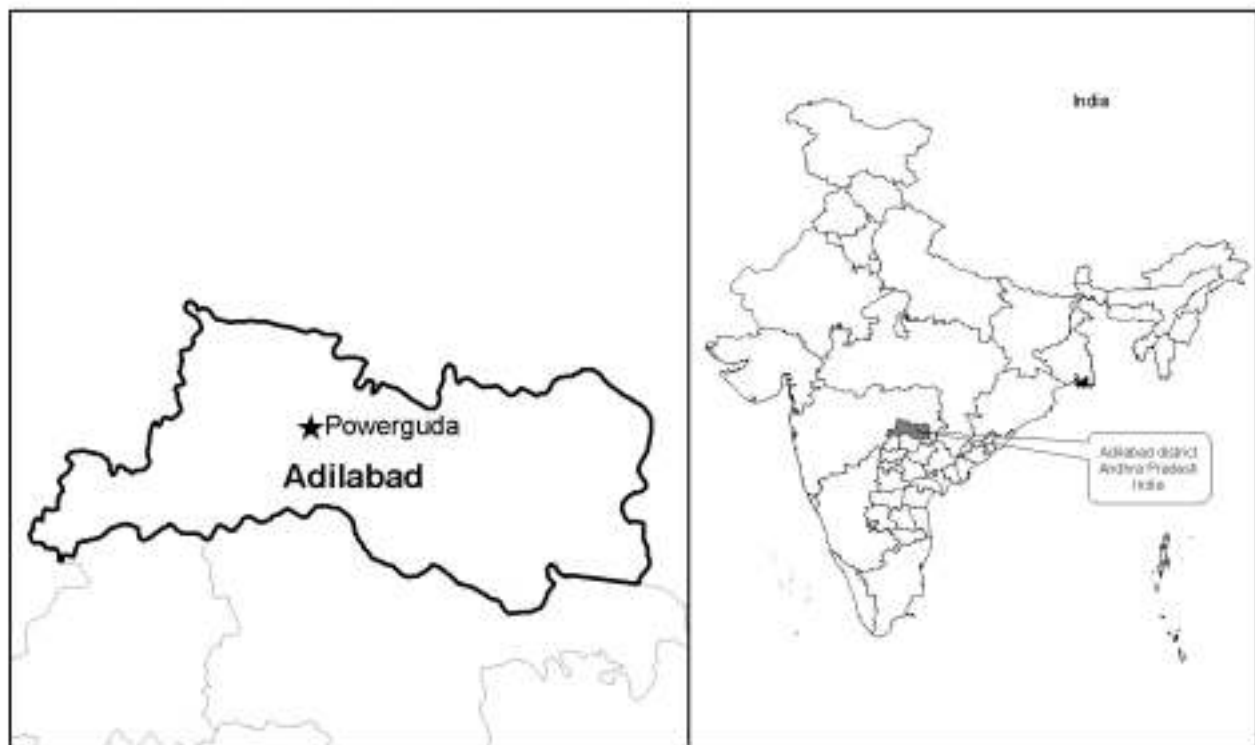 Powerguda
Adilabad
India
Adilabad district
Andhra Pradesh
India